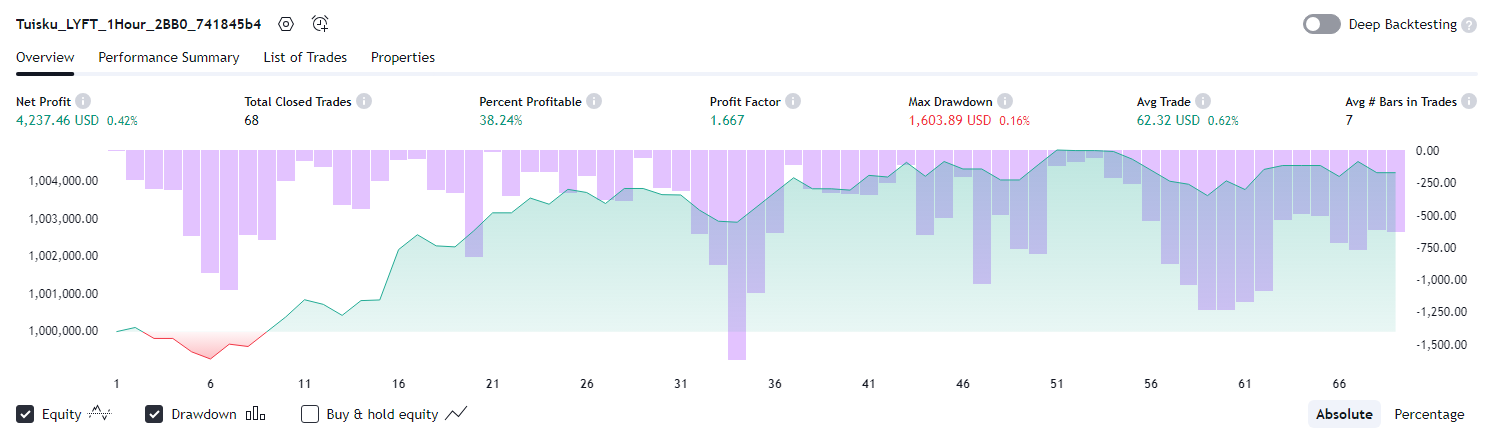 Tuisku_LYFT_1Hour_2BB0_741845b4 Deep Backtesting ?
Overview Performance Summary List of Trades Properties
Net Profit Total Closed Trades Percent Profitable Profit Factor Max Drawdown Avg Trade Avg # Bars in Trades
4,237.46 USD 0.42% 68 38.24% 1.667 1,603.89 USD 0.16% 62.32 USD 0.62% 7
0.00
1,004,000.00 -250.00
1,003,000.00 -500.00
1,002,000.00 -750.00
1,001,000.00 -1,000.00
1,000,000.00 -1,250.00
-1,500.00
1 6 11 16 21 26 31 36 41 46 51 56 61 66
Equity Drawdown Buy & hold equity Absolute Percentage